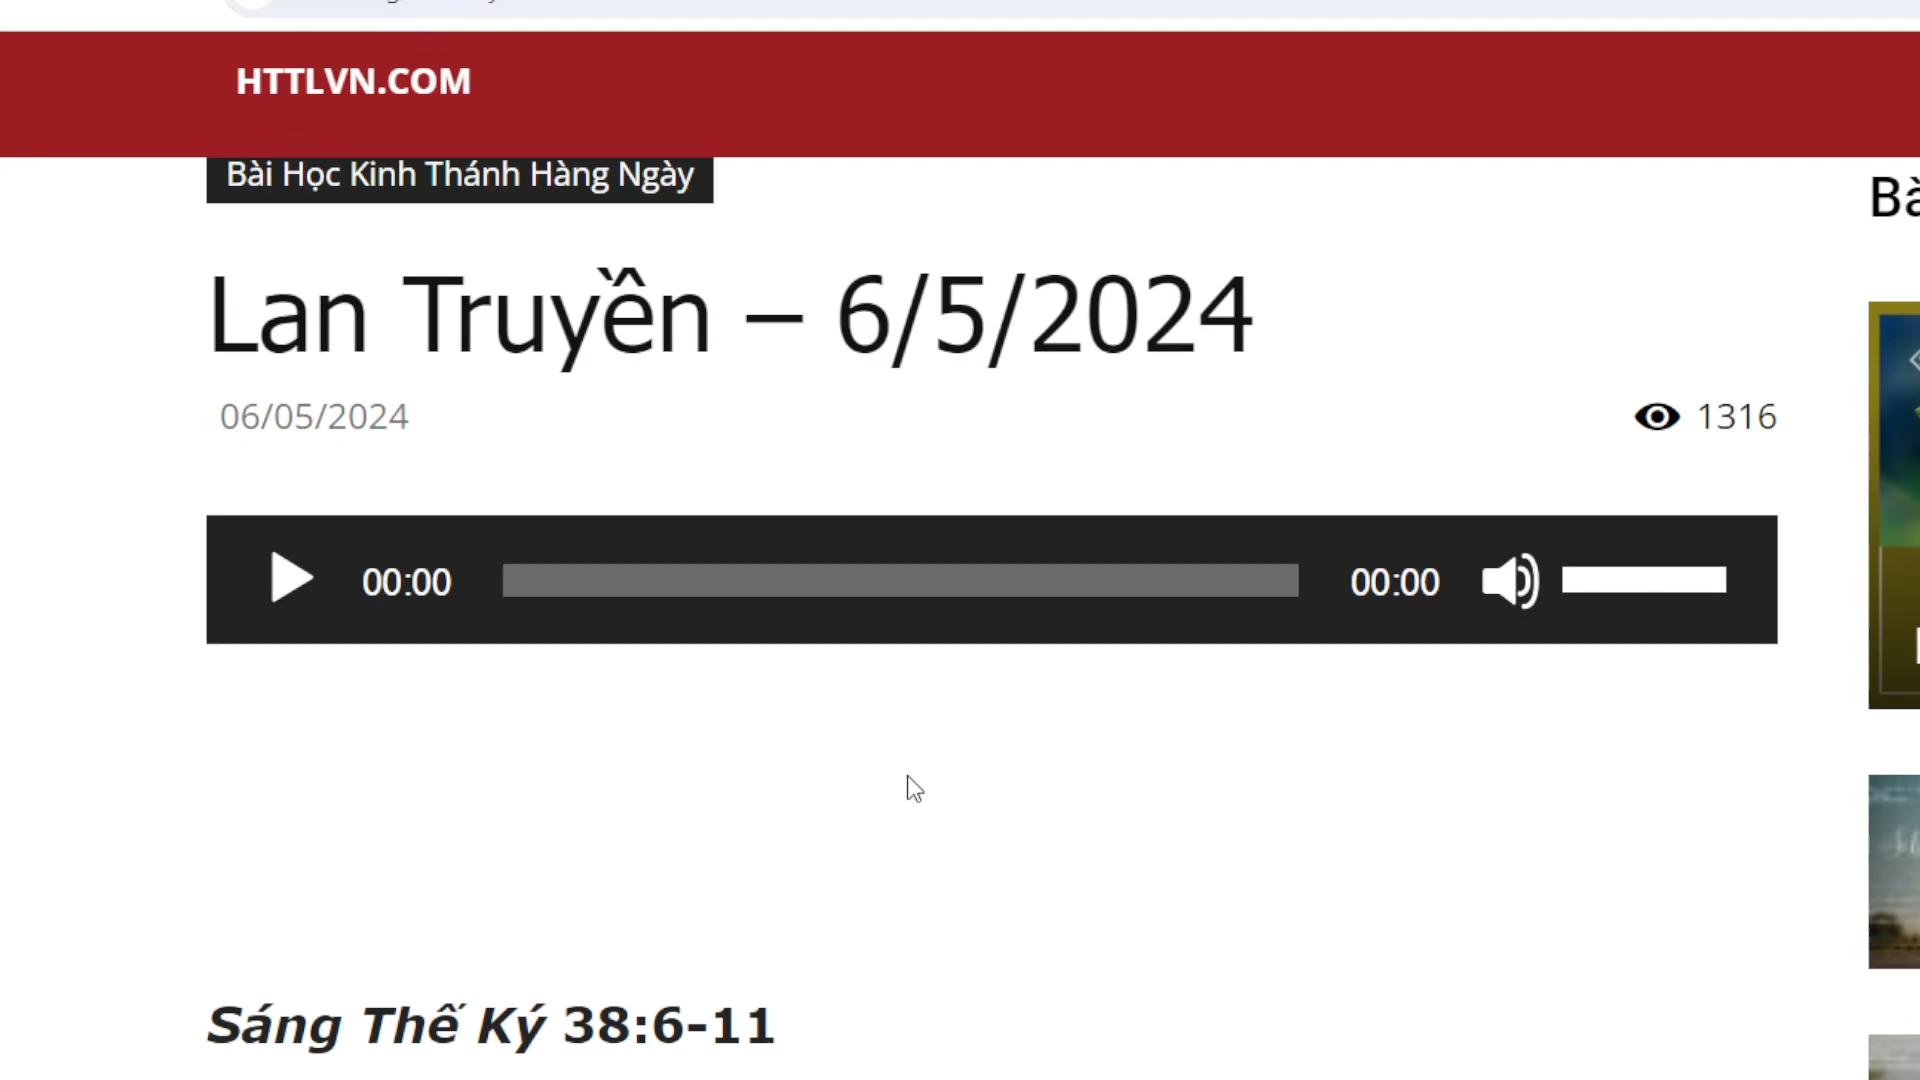 HTTLVN.COM
Bài Học Kinh Thánh Hàng Ngày
Lan Truyền – 6/5/2024
06/05/2024
1316
00:00
00:00
Sáng Thế Ký 38:6-11